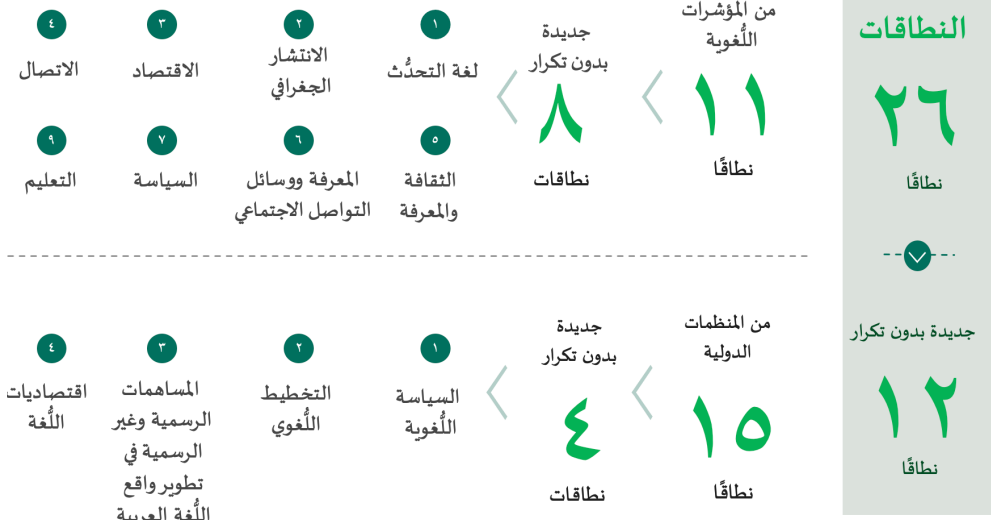 النطاقات
٢٦
نطاقًا
جديدة بدون تكرار
١٢
نطاقًا
من المؤشرات
اللُّغوية
١١
نطاقًا
جديدة
بدون تكرار
٨
نطاقات
١
لغة التحدُّث
٢
الانتشار
الجغرافي
٣
الاقتصاد
٤
الاتصال
٥
الثقافة
والمعرفة
٦
المعرفة ووسائل
التواصل الاجتماعي
٧
السياسة
٩
التعليم
من المنظمات
الدولية
١٥
نطاقًا
جديدة
بدون تكرار
٤
نطاقات
١
السياسة
اللُّغوية
٢
التخطيط
اللُّغوي
٣
المساهمات
الرسمية وغير
الرسمية في
تطوير واقع
اللُّغة العربية
٤
اقتصاديات
اللُّغة